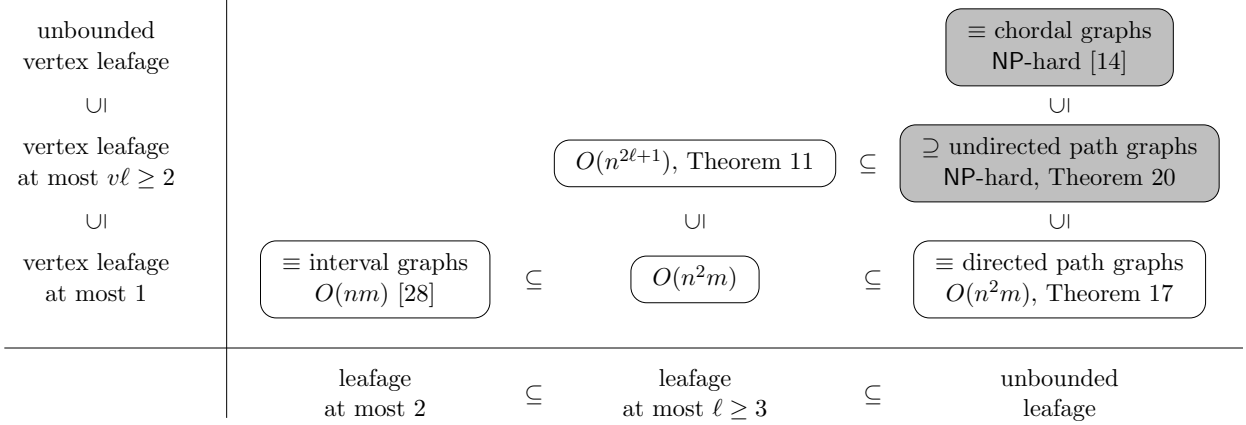 unbounded
vertex leafage
≡ chordal graphs
NP-hard [14]
∪|
∪|
vertex leafage
at most vℓ ≥ 2
O(n^{2ℓ+1}), Theorem 11
⊆
⊇ undirected path graphs
NP-hard, Theorem 20
∪|
∪|
∪|
vertex leafage
at most 1
≡ interval graphs
O(nm) [28]
⊆
O(n²m)
⊆
≡ directed path graphs
O(n²m), Theorem 17
leafage
at most 2
⊆
leafage
at most ℓ ≥ 3
⊆
unbounded
leafage